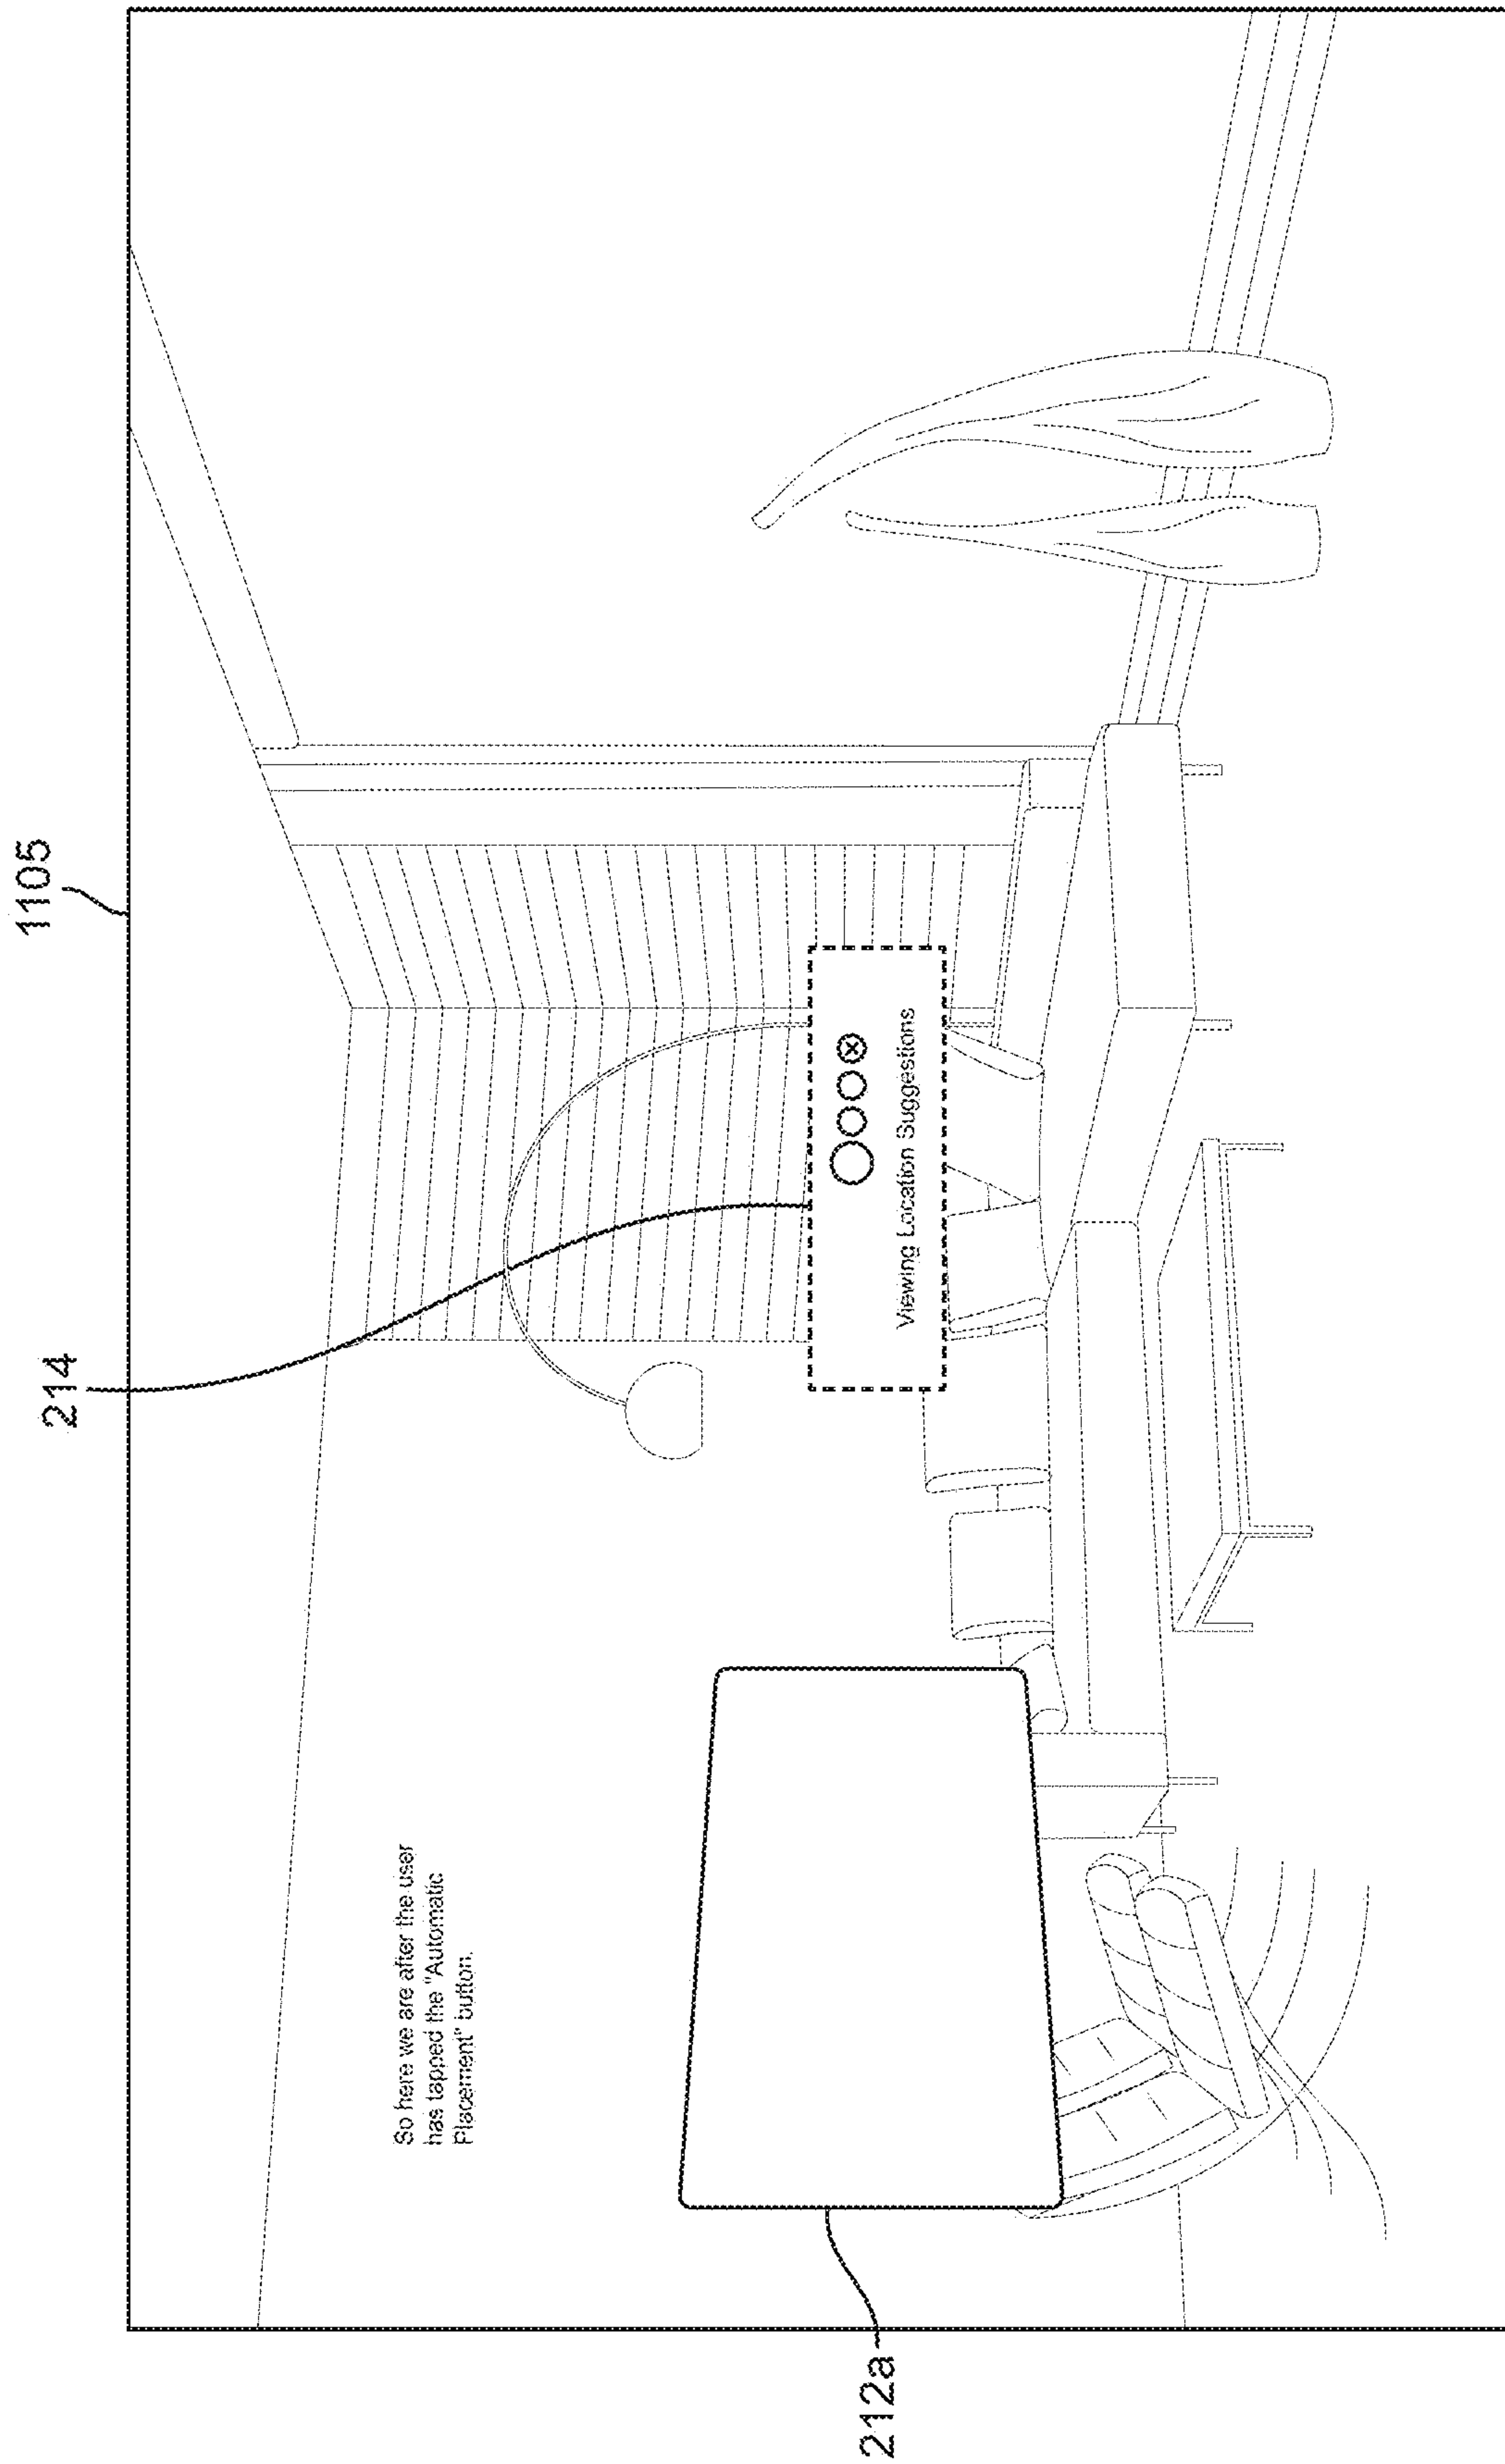 1105
214
So here we are after the user
has tapped the "Automatic
Placement" button.
Viewing Location Suggestions
212a